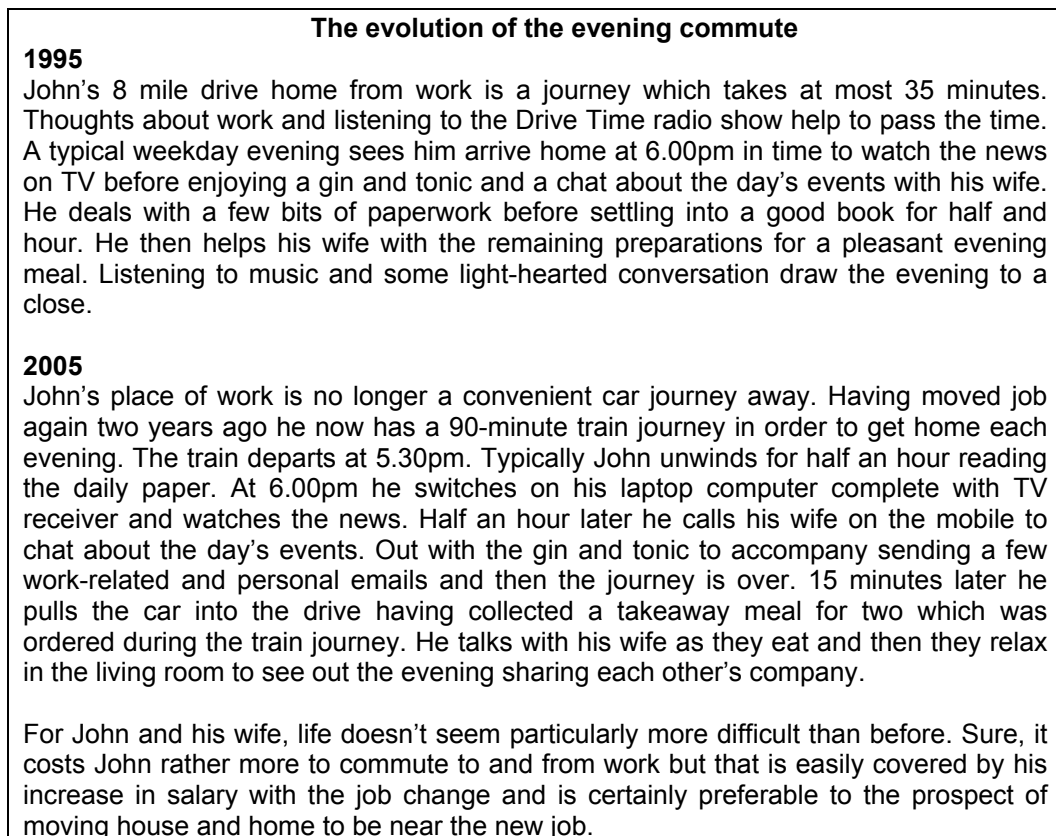 The evolution of the evening commute
1995
John’s 8 mile drive home from work is a journey which takes at most 35 minutes.
Thoughts about work and listening to the Drive Time radio show help to pass the time.
A typical weekday evening sees him arrive home at 6.00pm in time to watch the news
on TV before enjoying a gin and tonic and a chat about the day’s events with his wife.
He deals with a few bits of paperwork before settling into a good book for half and
hour. He then helps his wife with the remaining preparations for a pleasant evening
meal. Listening to music and some light-hearted conversation draw the evening to a
close.
2005
John’s place of work is no longer a convenient car journey away. Having moved job
again two years ago he now has a 90-minute train journey in order to get home each
evening. The train departs at 5.30pm. Typically John unwinds for half an hour reading
the daily paper. At 6.00pm he switches on his laptop computer complete with TV
receiver and watches the news. Half an hour later he calls his wife on the mobile to
chat about the day’s events. Out with the gin and tonic to accompany sending a few
work-related and personal emails and then the journey is over. 15 minutes later he
pulls the car into the drive having collected a takeaway meal for two which was
ordered during the train journey. He talks with his wife as they eat and then they relax
in the living room to see out the evening sharing each other’s company.
For John and his wife, life doesn’t seem particularly more difficult than before. Sure, it
costs John rather more to commute to and from work but that is easily covered by his
increase in salary with the job change and is certainly preferable to the prospect of
moving house and home to be near the new job.